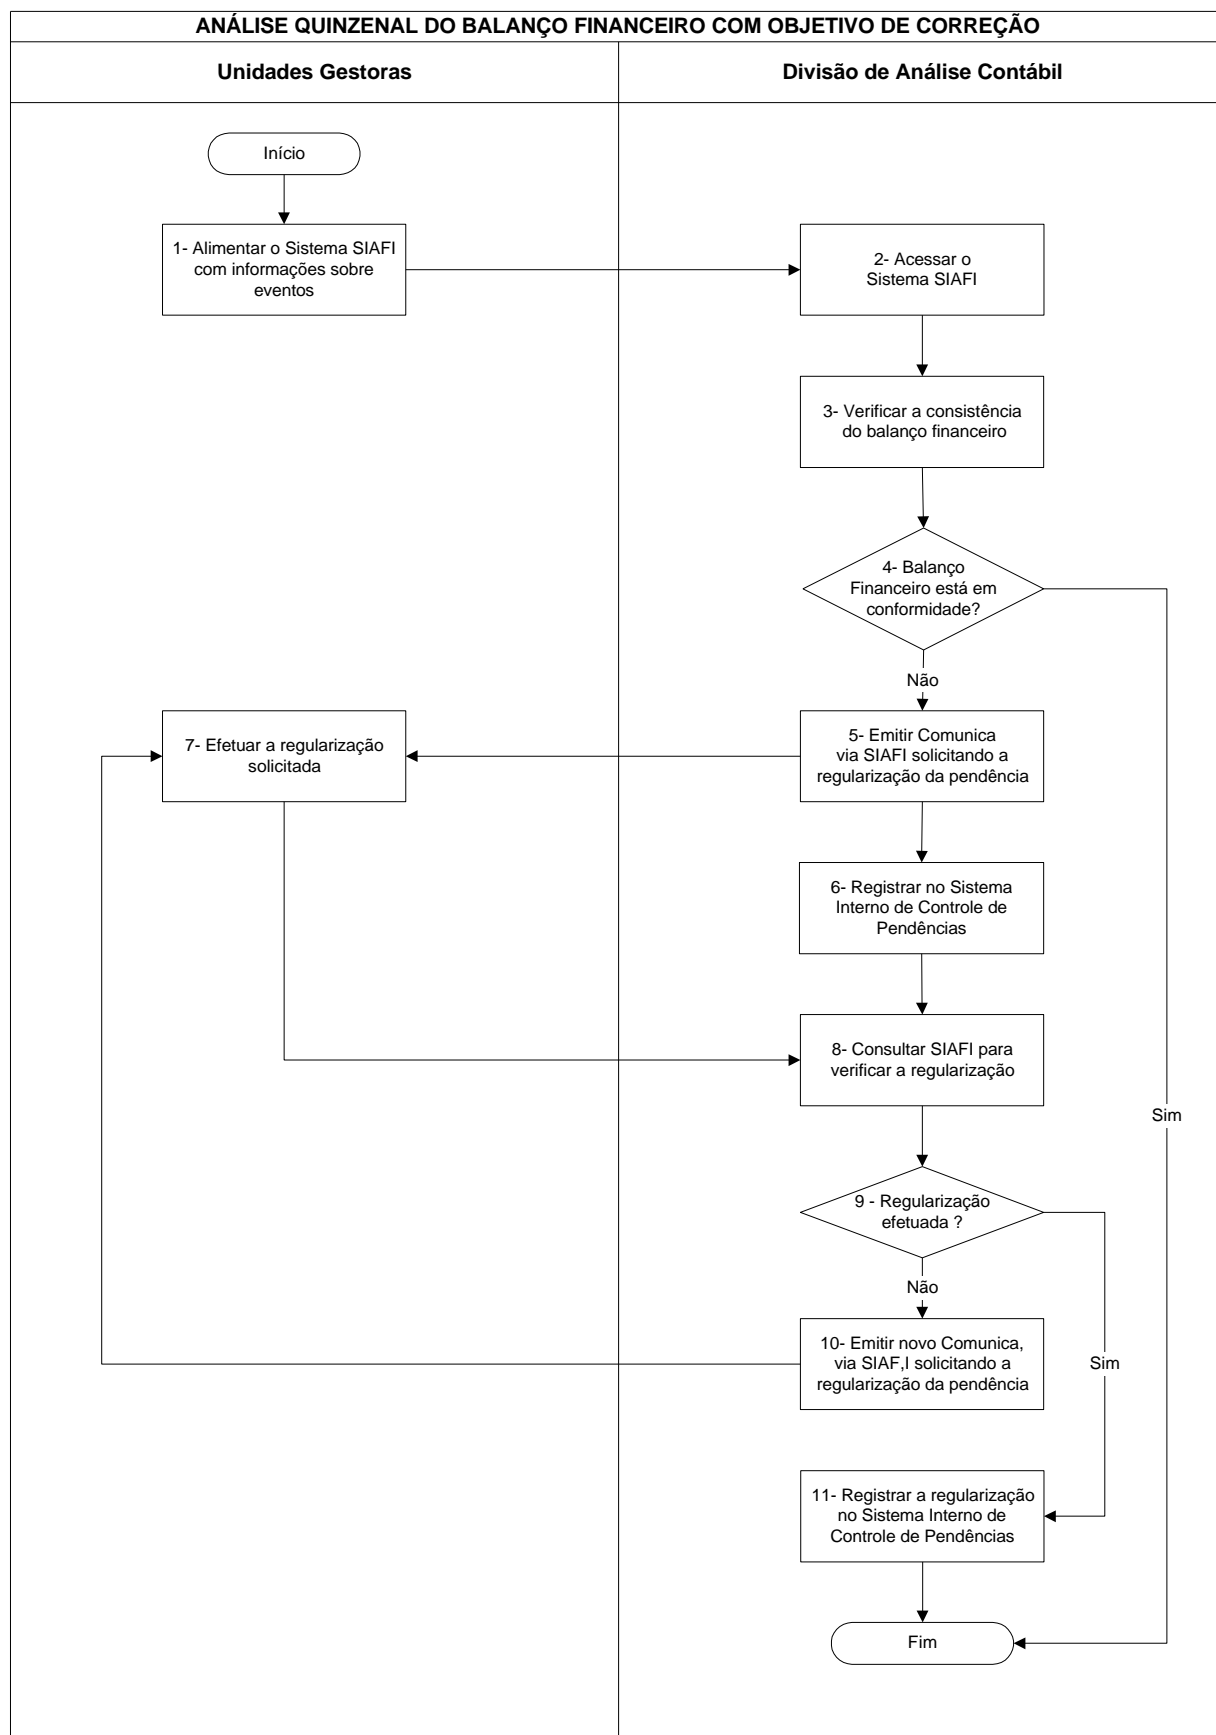 ANÁLISE QUINZENAL DO BALANÇO FINANCEIRO COM OBJETIVO DE CORREÇÃO
Unidades Gestoras
Divisão de Análise Contábil
Início
1- Alimentar o Sistema SIAFI
com informações sobre
eventos
2- Acessar o
Sistema SIAFI
3- Verificar a consistência
do balanço financeiro
4- Balanço
Financeiro está em
conformidade?
Não
5- Emitir Comunica
via SIAFI solicitando a
regularização da pendência
7- Efetuar a regularização
solicitada
6- Registrar no Sistema
Interno de Controle de
Pendências
8- Consultar SIAFI para
verificar a regularização
Sim
9 - Regularização
efetuada ?
Não
10- Emitir novo Comunica,
via SIAF,I solicitando a
regularização da pendência
Sim
11- Registrar a regularização
no Sistema Interno de
Controle de Pendências
Fim